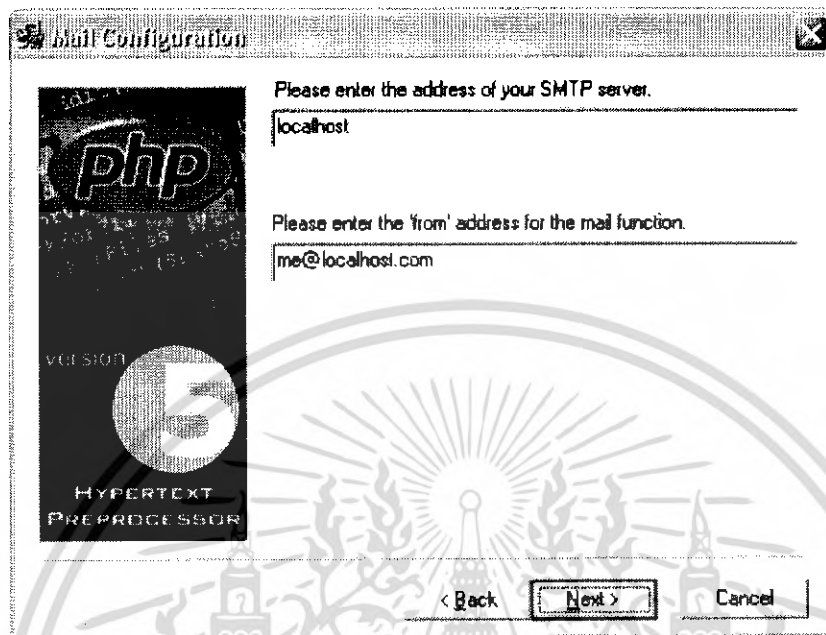 Mail Configuration
Please enter the address of your SMTP server.
localhost
php
Please enter the 'from' address for the mail function.
me@localhost.com
version
5
HYPERTEXT
PREPROCESSOR
< Back
Next >
Cancel